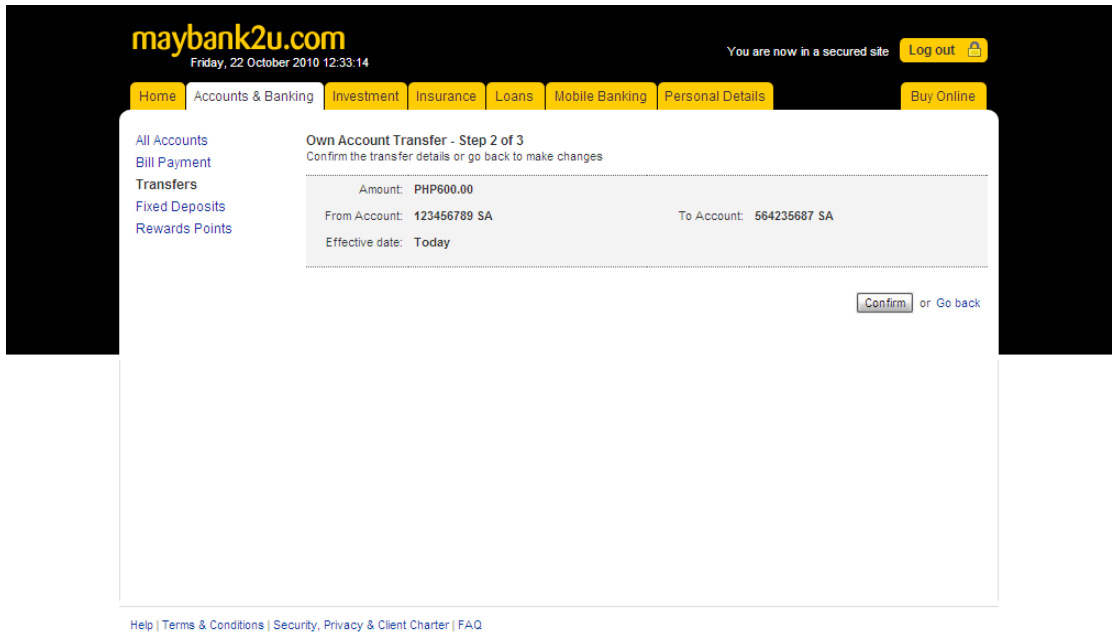 maybank2u.com
Friday, 22 October 2010 12:33:14
You are now in a secured site
Log out
Home
Accounts & Banking
Investment
Insurance
Loans
Mobile Banking
Personal Details
Buy Online
All Accounts
Bill Payment
Transfers
Fixed Deposits
Rewards Points
Own Account Transfer - Step 2 of 3
Confirm the transfer details or go back to make changes
Amount: PHP600.00
From Account: 123456789 SA To Account: 564235687 SA
Effective date: Today
Confirm or Go back
Help | Terms & Conditions | Security, Privacy & Client Charter | FAQ